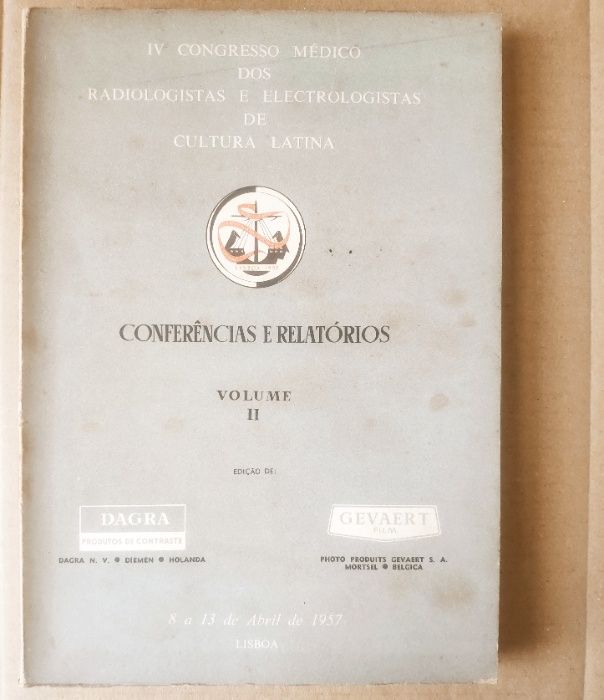 IV CONGRESSO MÉDICO
DOS
RADIOLOGISTAS E ELECTROLOGISTAS
DE
CULTURA LATINA
CONFERÊNCIAS E RELATÓRIOS
VOLUME
II
EDIÇÃO DE:
DAGRA
PRODUTOS DE CONTRASTE
DAGRA N. V. ● DIEMEN ● HOLANDA
GEVAERT
FILM
PHOTO PRODUITS GEVAERT S. A.
MORTSEL ● BELGICA
8 a 13 de Abril de 1957
LISBOA